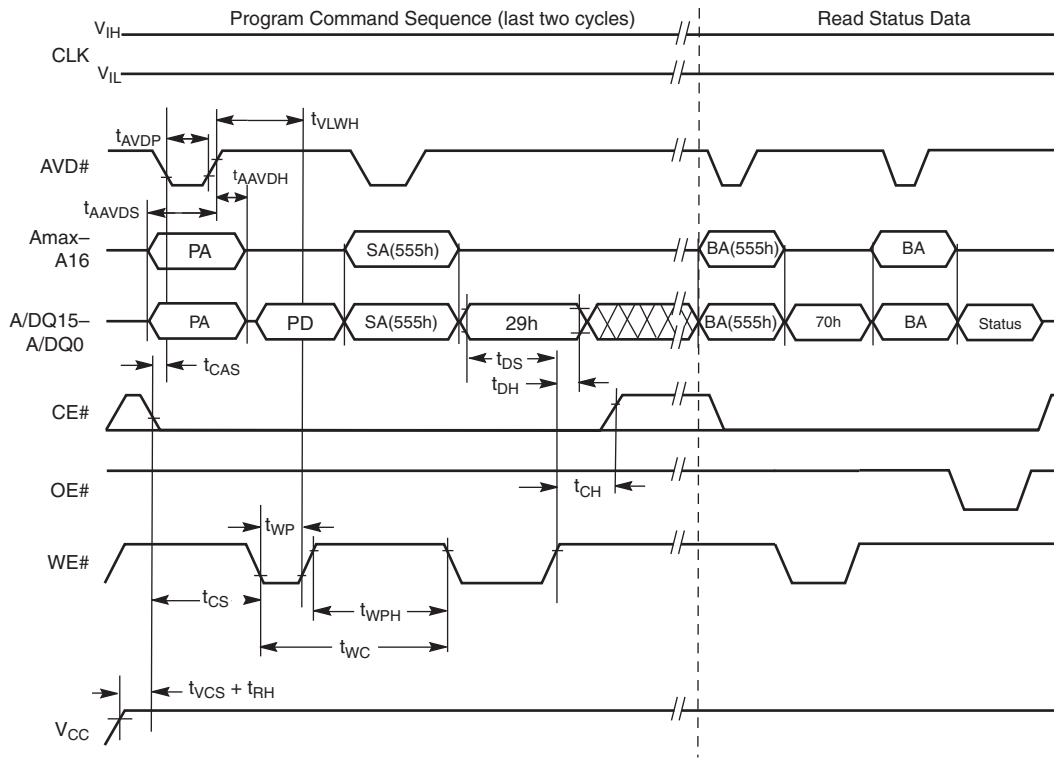 Program Command Sequence (last two cycles)
Read Status Data
VIH
CLK
VIL
tAVDP
tVLWH
AVD#
tAAVDH
tAAVDS
Amax–
A16
PA
SA(555h)
BA(555h)
BA
A/DQ15–
A/DQ0
PA
PD
SA(555h)
29h
BA(555h)
70h
BA
Status
tCAS
tDS
tDH
CE#
OE#
tCH
tWP
WE#
tCS
tWPH
tWC
tVCS + tRH
VCC